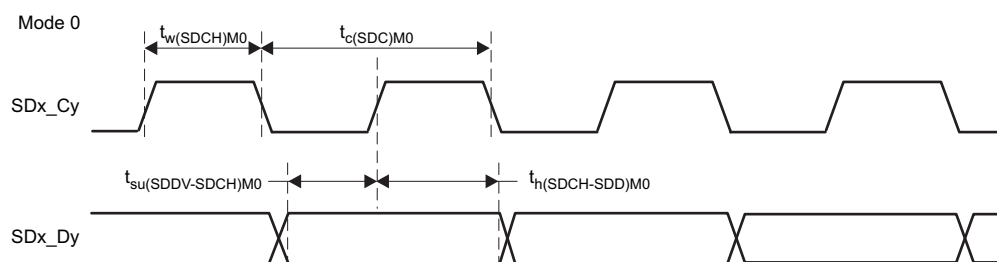 Mode 0
tw(SDCH)M0
tc(SDC)M0
SDx_Cy
tsu(SDDV-SDCH)M0
th(SDCH-SDD)M0
SDx_Dy